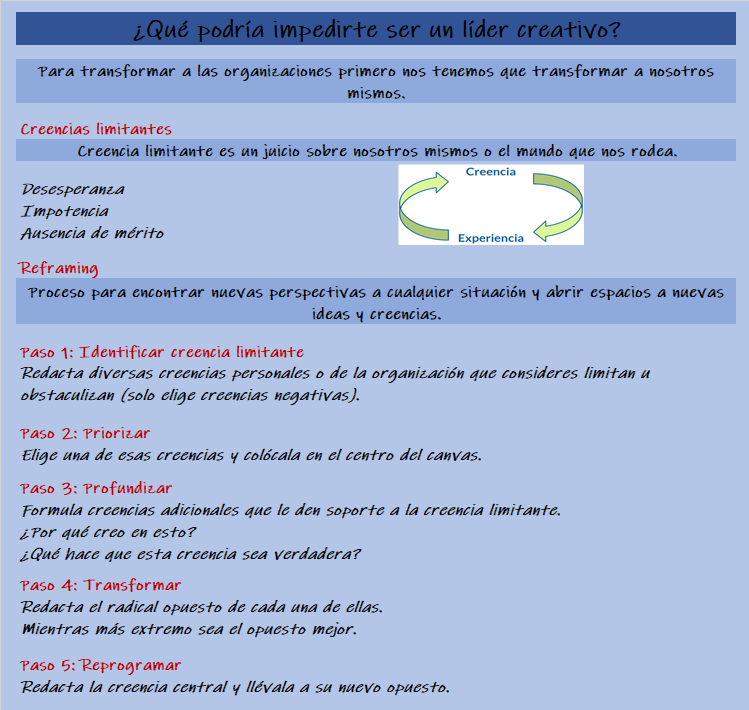 ¿Qué podría impedirte ser un líder creativo?
Para transformar a las organizaciones primero nos tenemos que transformar a nosotros
mismos.
Creencias limitantes
Creencia limitante es un juicio sobre nosotros mismos o el mundo que nos rodea.
Desesperanza
Impotencia
Ausencia de mérito
Creencia
Experiencia
Reframing
Proceso para encontrar nuevas perspectivas a cualquier situación y abrir espacios a nuevas
ideas y creencias.
Paso 1: Identificar creencia limitante
Redacta diversas creencias personales o de la organización que consideres limitan u
obstaculizan (solo elige creencias negativas).
Paso 2: Priorizar
Elige una de esas creencias y colócala en el centro del canvas.
Paso 3: Profundizar
Formula creencias adicionales que le den soporte a la creencia limitante.
¿Por qué creo en esto?
¿Qué hace que esta creencia sea verdadera?
Paso 4: Transformar
Redacta el radical opuesto de cada una de ellas.
Mientras más extremo sea el opuesto mejor.
Paso 5: Reprogramar
Redacta la creencia central y llévala a su nuevo opuesto.